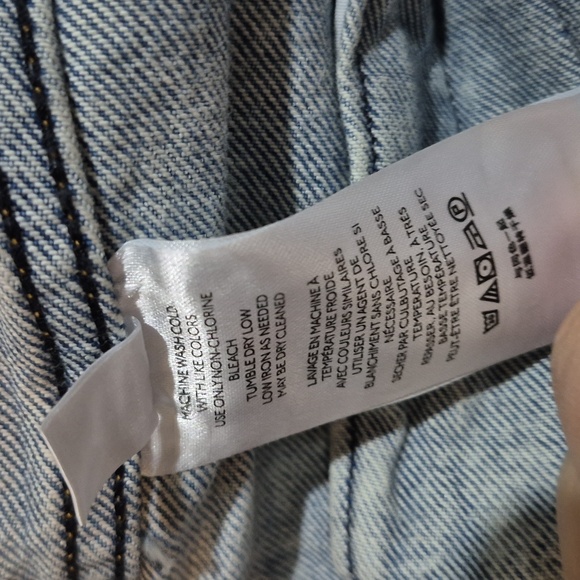 MACHINE WASH COLD
WITH LIKE COLORS
USE ONLY NON-CHLORINE
BLEACH
TUMBLE DRY LOW
LOW IRON AS NEEDED
MAY BE DRY CLEANED
LAVAGE EN MACHINE À
TEMPÉRATURE FROIDE
AVEC COULEURS SIMILAIRES
UTILISER UN AGENT DE
BLANCHIMENT SANS CHLORE SI
NÉCESSAIRE
SÉCHER PAR CULBUTAGE À BASSE
TEMPÉRATURE À TRÈS
REPASSER AU BESOIN À
BASSE TEMPÉRATURE
PEUT-ÊTRE ÊTRE NETTOYÉE SEC
P